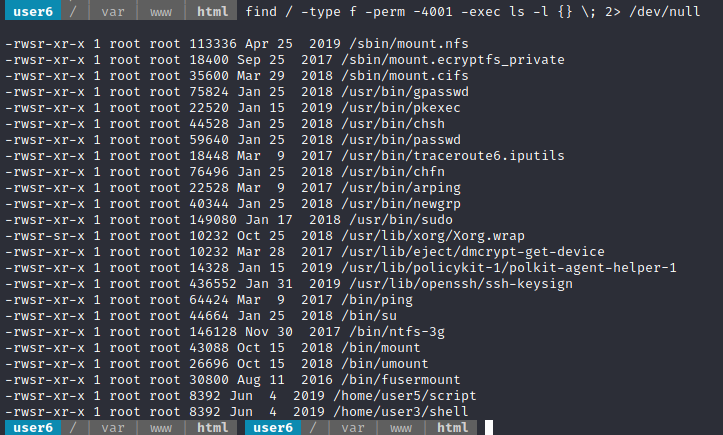 user6 / var www html find / -type f -perm -4001 -exec ls -l {} \; 2> /dev/null
-rwsr-xr-x 1 root root 113336 Apr 25  2019 /sbin/mount.nfs
-rwsr-xr-x 1 root root 18400 Sep 25  2017 /sbin/mount.ecryptfs_private
-rwsr-xr-x 1 root root 35600 Mar 29  2018 /sbin/mount.cifs
-rwsr-xr-x 1 root root 75824 Jan 25  2018 /usr/bin/gpasswd
-rwsr-xr-x 1 root root 22520 Jan 15  2019 /usr/bin/pkexec
-rwsr-xr-x 1 root root 44528 Jan 25  2018 /usr/bin/chsh
-rwsr-xr-x 1 root root 59640 Jan 25  2018 /usr/bin/passwd
-rwsr-xr-x 1 root root 18448 Mar  9  2017 /usr/bin/traceroute6.iputils
-rwsr-xr-x 1 root root 76496 Jan 25  2018 /usr/bin/chfn
-rwsr-xr-x 1 root root 22528 Mar  9  2017 /usr/bin/arping
-rwsr-xr-x 1 root root 40344 Jan 25  2018 /usr/bin/newgrp
-rwsr-xr-x 1 root root 149080 Jan 17  2018 /usr/bin/sudo
-rwsr-sr-x 1 root root 10232 Oct 25  2018 /usr/lib/xorg/Xorg.wrap
-rwsr-xr-x 1 root root 10232 Mar 28  2017 /usr/lib/eject/dmcrypt-get-device
-rwsr-xr-x 1 root root 14328 Jan 15  2019 /usr/lib/policykit-1/polkit-agent-helper-1
-rwsr-xr-x 1 root root 436552 Jan 31  2019 /usr/lib/openssh/ssh-keysign
-rwsr-xr-x 1 root root 64424 Mar  9  2017 /bin/ping
-rwsr-xr-x 1 root root 44664 Jan 25  2018 /bin/su
-rwsr-xr-x 1 root root 146128 Nov 30  2017 /bin/ntfs-3g
-rwsr-xr-x 1 root root 43088 Oct 15  2018 /bin/mount
-rwsr-xr-x 1 root root 26696 Oct 15  2018 /bin/umount
-rwsr-xr-x 1 root root 30800 Aug 11  2016 /bin/fusermount
-rwsr-xr-x 1 root root 8392 Jun  4  2019 /home/user5/script
-rwsr-xr-x 1 root root 8392 Jun  4  2019 /home/user3/shell
user6 / var www html user6 / var www html